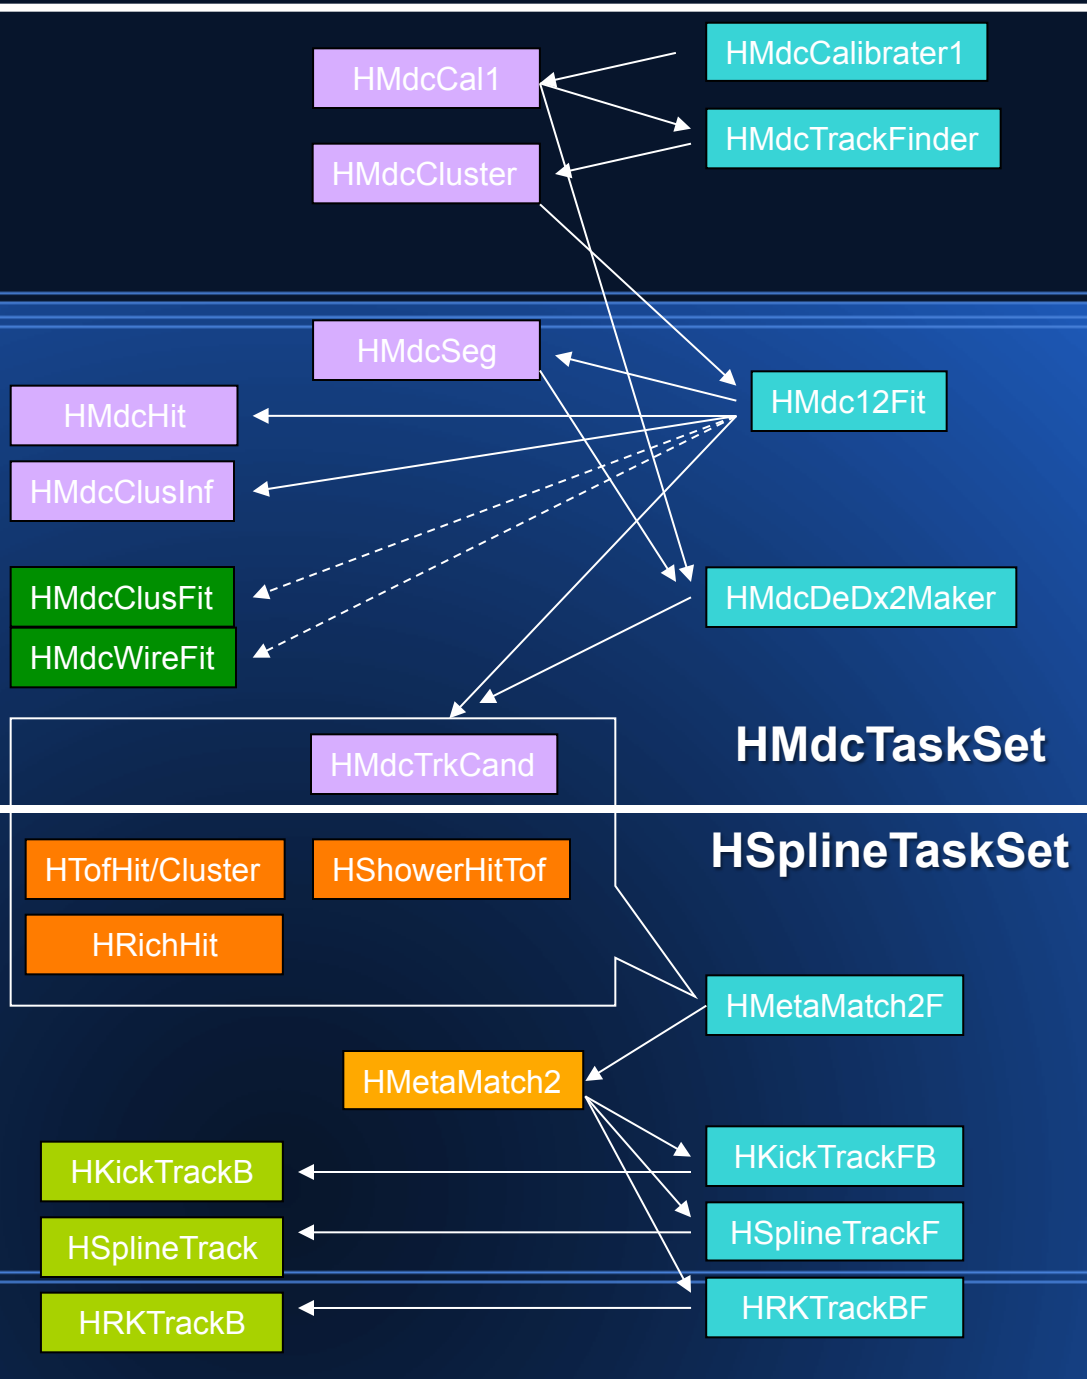 HMdcCal1
HMdcCalibrater1
HMdcTrackFinder
HMdcCluster
HMdcSeg
HMdc12Fit
HMdcHit
HMdcClusInf
HMdcClusFit
HMdcDeDx2Maker
HMdcWireFit
HMdcTaskSet
HMdcTrkCand
HSplineTaskSet
HTofHit/Cluster
HShowerHitTof
HRichHit
HMetaMatch2F
HMetaMatch2
HKickTrackB
HKickTrackFB
HSplineTrack
HSplineTrackF
HRKTrackB
HRKTrackBF